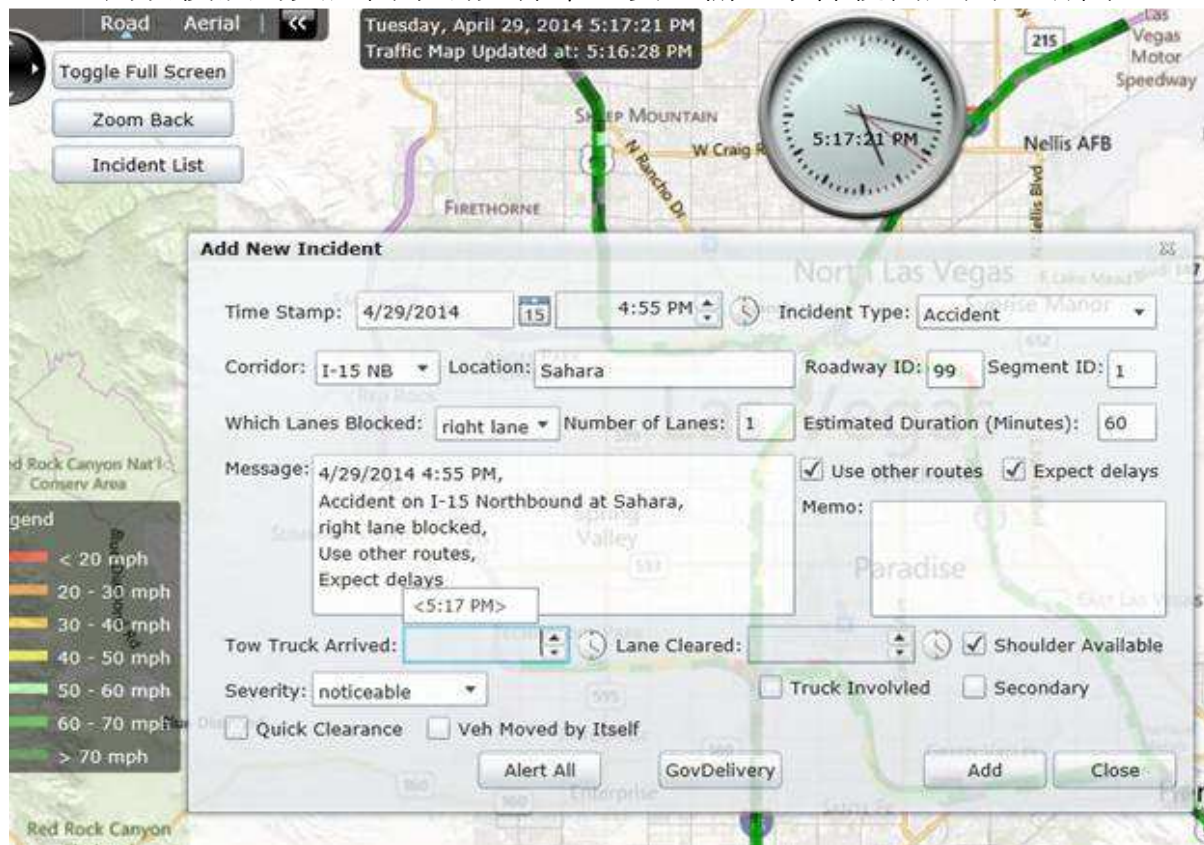 Road Aerial «
Tuesday, April 29, 2014 5:17:21 PM
Traffic Map Updated at: 5:16:28 PM
Toggle Full Screen
Zoom Back
Incident List
215
Las
Vegas
Motor
Speedway
SHEEP MOUNTAIN
N Rancho Dr
W Craig R
5:17:21 PM
Nellis AFB
Nellis Blvd
FIRETHORNE
Add New Incident
North Las Vegas
Time Stamp: 4/29/2014 15 4:55 PM Incident Type: Accident
Corridor: I-15 NB Location: Sahara Roadway ID: 99 Segment ID: 1
Which Lanes Blocked: right lane Number of Lanes: 1 Estimated Duration (Minutes): 60
Message: 4/29/2014 4:55 PM,
Accident on I-15 Northbound at Sahara,
right lane blocked,
Use other routes,
Expect delays
Use other routes Expect delays
Memo:
Spring
Valley
Paradise
<5:17 PM>
Tow Truck Arrived: Lane Cleared: Shoulder Available
Severity: noticeable Truck Involvled Secondary
Quick Clearance Veh Moved by Itself
Alert All GovDelivery Add Close
Enterprise
d Rock Canyon Nat'l
Conserv Area
gend
< 20 mph
20 - 30 mph
30 - 40 mph
40 - 50 mph
50 - 60 mph
60 - 70 mph
> 70 mph
Red Rock Canyon